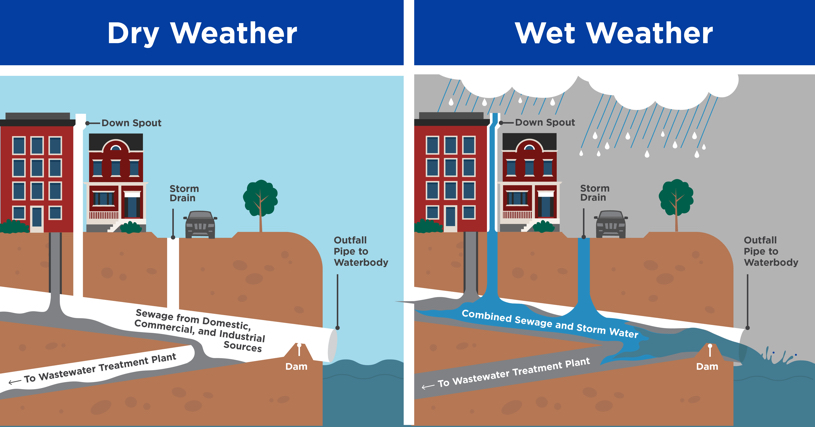 Dry Weather
Down Spout
Storm
Drain
Outfall
Pipe to
Waterbody
Sewage from Domestic,
Commercial, and Industrial
Sources
← To Wastewater Treatment Plant
Dam
Wet Weather
Down Spout
Storm
Drain
Outfall
Pipe to
Waterbody
Combined Sewage and Storm Water
← To Wastewater Treatment Plant
Dam